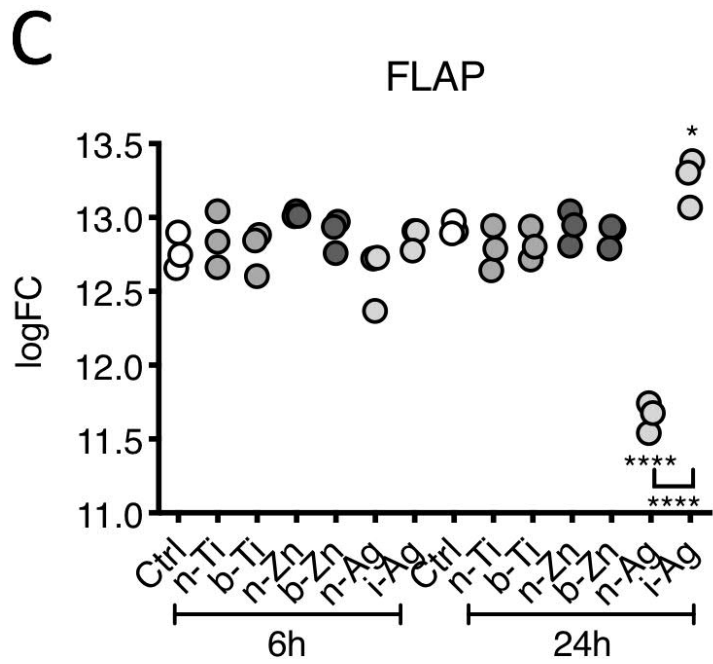 C
FLAP
logFC
13.5
13.0
12.5
12.0
11.5
11.0
*
****
****
Ctrl n-Ti b-Ti n-Zn b-Zn n-Ag i-Ag Ctrl n-Ti b-Ti n-Zn b-Zn n-Ag i-Ag
6h 24h